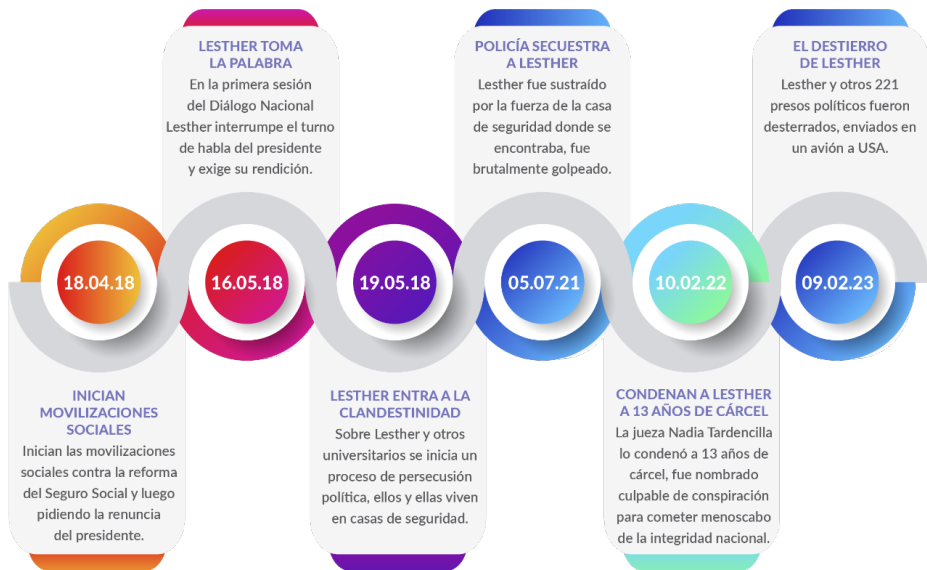 18.04.18
INICIAN
MOVILIZACIONES
SOCIALES
Inician las movilizaciones
sociales contra la reforma
del Seguro Social y luego
pidiendo la renuncia
del presidente.
LESTHER TOMA
LA PALABRA
En la primera sesión
del Diálogo Nacional
Lesther interrumpe el turno
de habla del presidente
y exige su rendición.
16.05.18
19.05.18
LESTHER ENTRA A LA
CLANDESTINIDAD
Sobre Lesther y otros
universitarios se inicia un
proceso de persecución
política, ellos y ellas viven
en casas de seguridad.
POLICÍA SECUESTRA
A LESTHER
Lesther fue sustraído
por la fuerza de la casa
de seguridad donde se
encontraba, fue
brutalmente golpeado.
05.07.21
10.02.22
CONDENAN A LESTHER
A 13 AÑOS DE CÁRCEL
La jueza Nadia Tardencilla
lo condenó a 13 años de
cárcel, fue nombrado
culpable de conspiración
para cometer menoscabo
de la integridad nacional.
EL DESTIERRO
DE LESTHER
Lesther y otros 221
presos políticos fueron
desterrados, enviados en
un avión a USA.
09.02.23